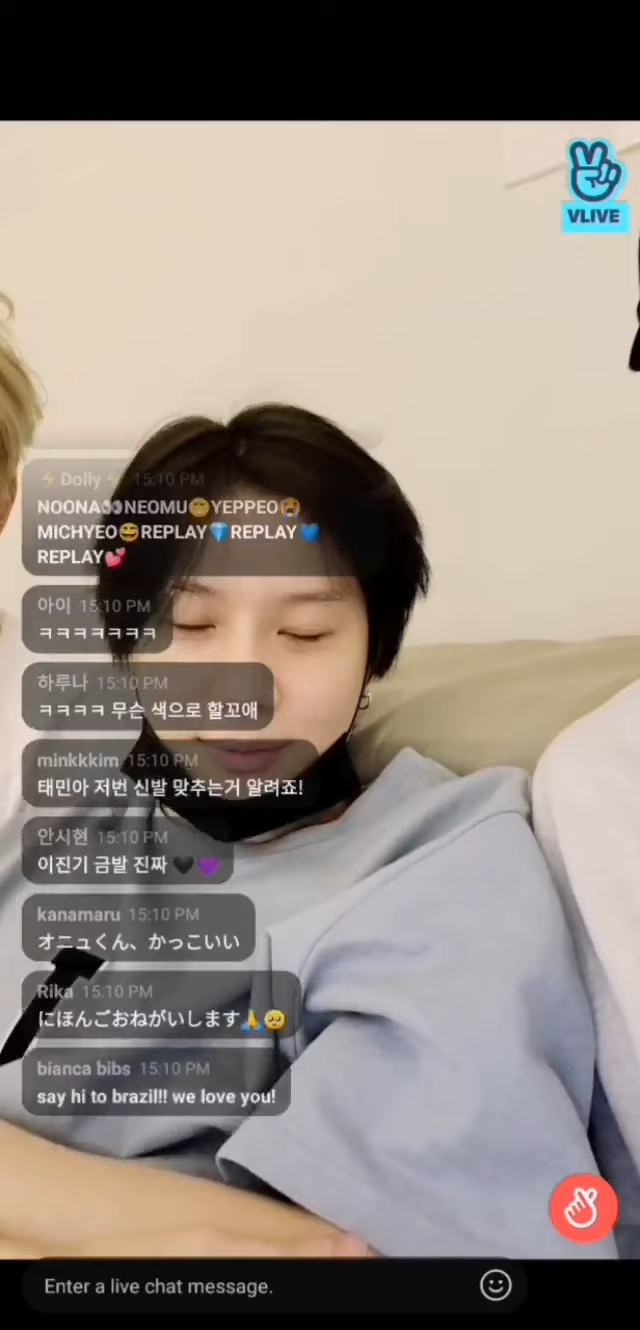 VLIVE
⚡Dolly⚡ 15:10 PM
NOONA👀NEOMU😁YEPPEO😭
MICHYEO😅REPLAY💎REPLAY💙
REPLAY💕
아이 15:10 PM
ㅋㅋㅋㅋㅋㅋㅋ
하루나 15:10 PM
ㅋㅋㅋㅋ 무슨 색으로 할꼬애
minkkkim 15:10 PM
태민아 저번 신발 맞추는거 알려죠!
안시현 15:10 PM
이진기 금발 진짜 🖤💜
kanamaru 15:10 PM
オニュくん、かっこいい
Rika 15:10 PM
にほんごおねがいします🙏🥺
bianca bibs 15:10 PM
say hi to brazil!! we love you!
Enter a live chat message.